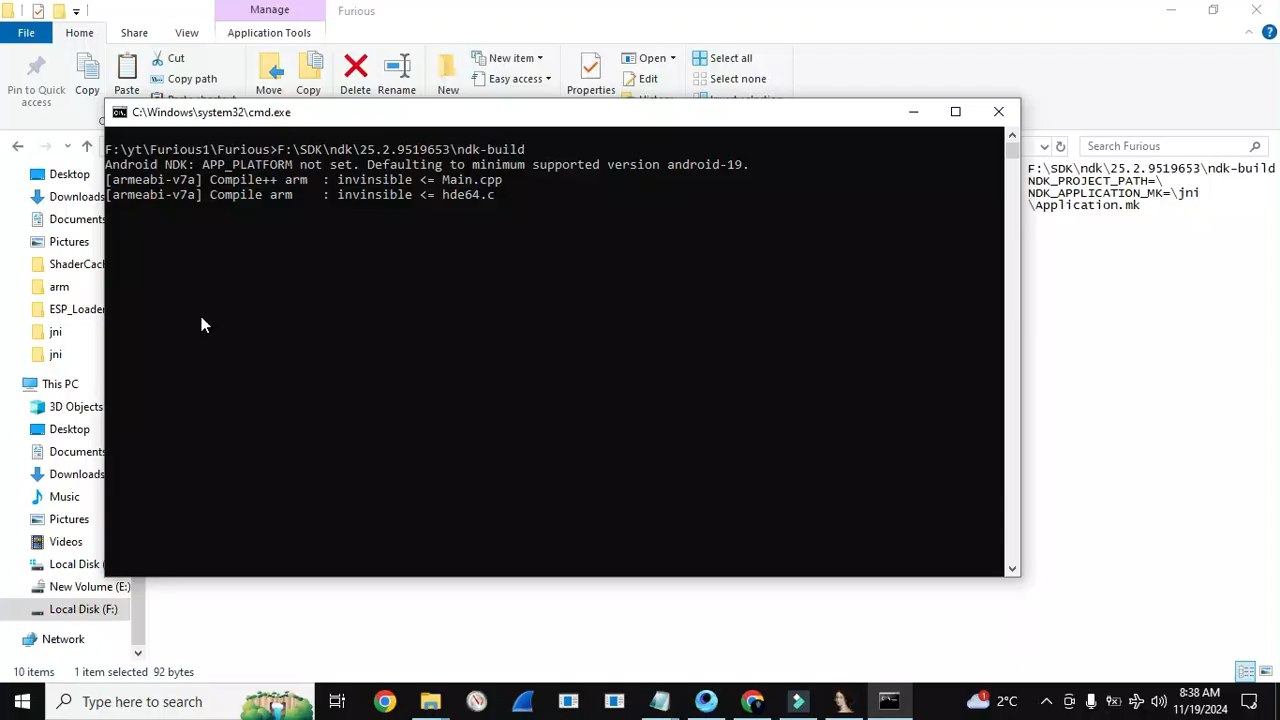 Manage
Furious
File
Home
Share
View
Application Tools
Pin to Quick access
Copy
Paste
Cut
Copy path
Move
Copy
Delete
Rename
New
New item
Easy access
Properties
Open
Edit
Select all
Select none
C:\Windows\system32\cmd.exe
F:\yt\Furious1\Furious>F:\SDK\ndk\25.2.9519653\ndk-build
Android NDK: APP_PLATFORM not set. Defaulting to minimum supported version android-19.
[armeabi-v7a] Compile++ arm  : invinsible <= Main.cpp
[armeabi-v7a] Compile arm    : invinsible <= hde64.c
Search Furious
F:\SDK\ndk\25.2.9519653\ndk-build
NDK_PROJECT_PATH=\
NDK_APPLICATION_MK=\jni
\Application.mk
Desktop
Downloads
Documents
Pictures
ShaderCac
arm
ESP_Loader
jni
jni
This PC
3D Objects
Desktop
Documents
Downloads
Music
Pictures
Videos
Local Disk
New Volume (E:)
Local Disk (F:)
Network
10 items
1 item selected 92 bytes
Type here to search
1
2°C
8:38 AM
11/19/2024